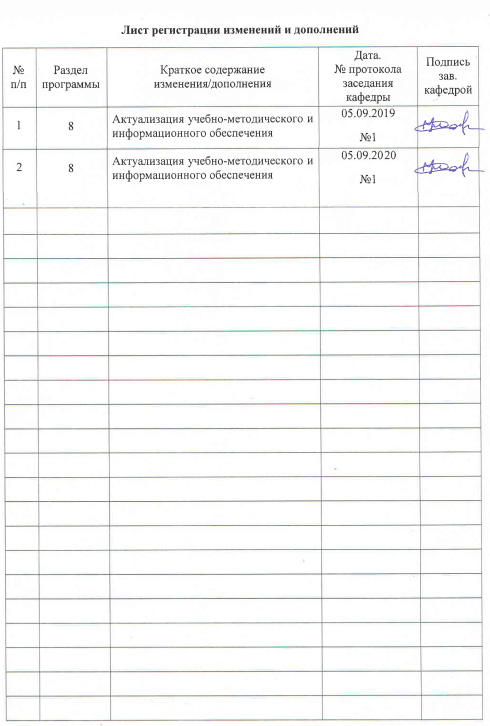 Лист регистрации изменений и дополнений
№
п/п
Раздел
программы
Краткое содержание
изменения/дополнения
Дата.
№ протокола
заседания
кафедры
Подпись
зав.
кафедрой
1
8
Актуализация учебно-методического и
информационного обеспечения
05.09.2019
№1
2
8
Актуализация учебно-методического и
информационного обеспечения
05.09.2020
№1